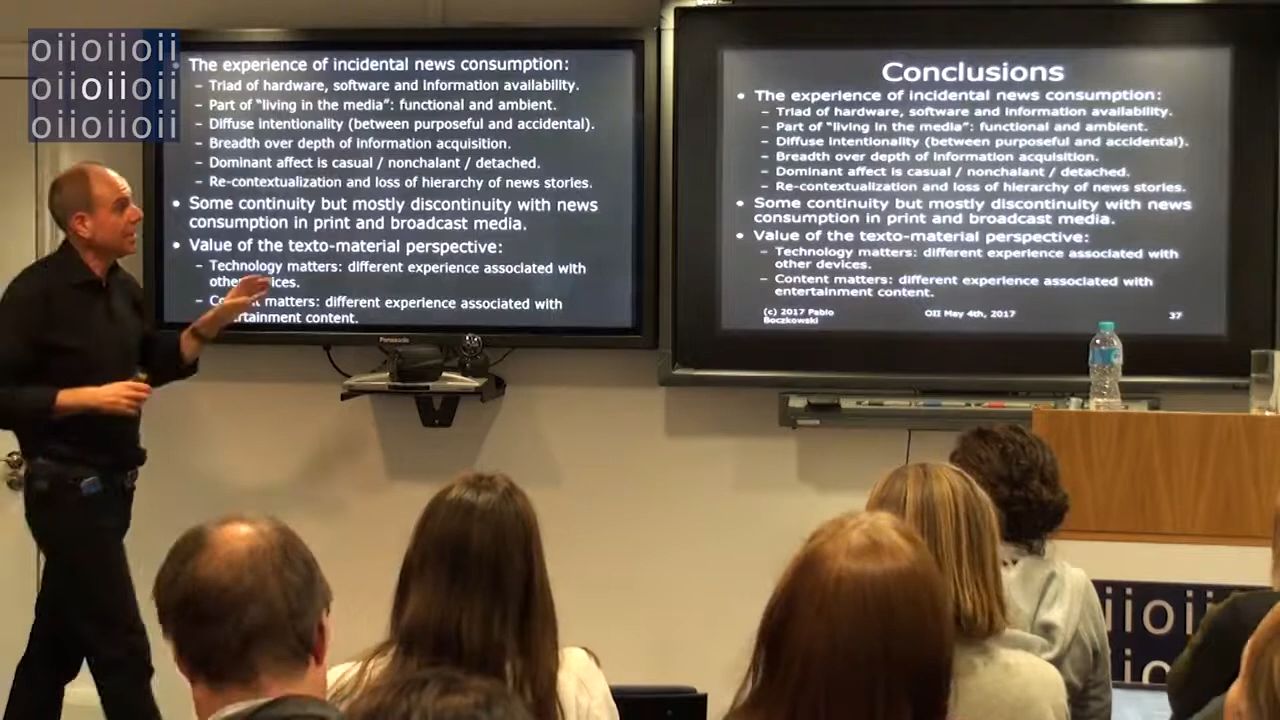 oiioiioii
oiioiioii
oiioiioii
The experience of incidental news consumption:
– Triad of hardware, software and information availability.
– Part of “living in the media”: functional and ambient.
– Diffuse intentionality (between purposeful and accidental).
– Breadth over depth of information acquisition.
– Dominant affect is casual / nonchalant / detached.
– Re-contextualization and loss of hierarchy of news stories.
• Some continuity but mostly discontinuity with news
consumption in print and broadcast media.
• Value of the texto-material perspective:
– Technology matters: different experience associated with
other
– matters: different experience associated with
content.
Panasonic
Conclusions
• The experience of incidental news consumption:
– Triad of hardware, software and information availability.
– Part of “living in the media”: functional and ambient.
– Diffuse intentionality (between purposeful and accidental).
– Breadth over depth of information acquisition.
– Dominant affect is casual / nonchalant / detached.
– Re-contextualization and loss of hierarchy of news stories.
• Some continuity but mostly discontinuity with news
consumption in print and broadcast media.
• Value of the texto-material perspective:
– Technology matters: different experience associated with
other devices.
– Content matters: different experience associated with
entertainment content.
(c) 2017 Pablo
Boczkowski
OII May 4th, 2017
37
iioii